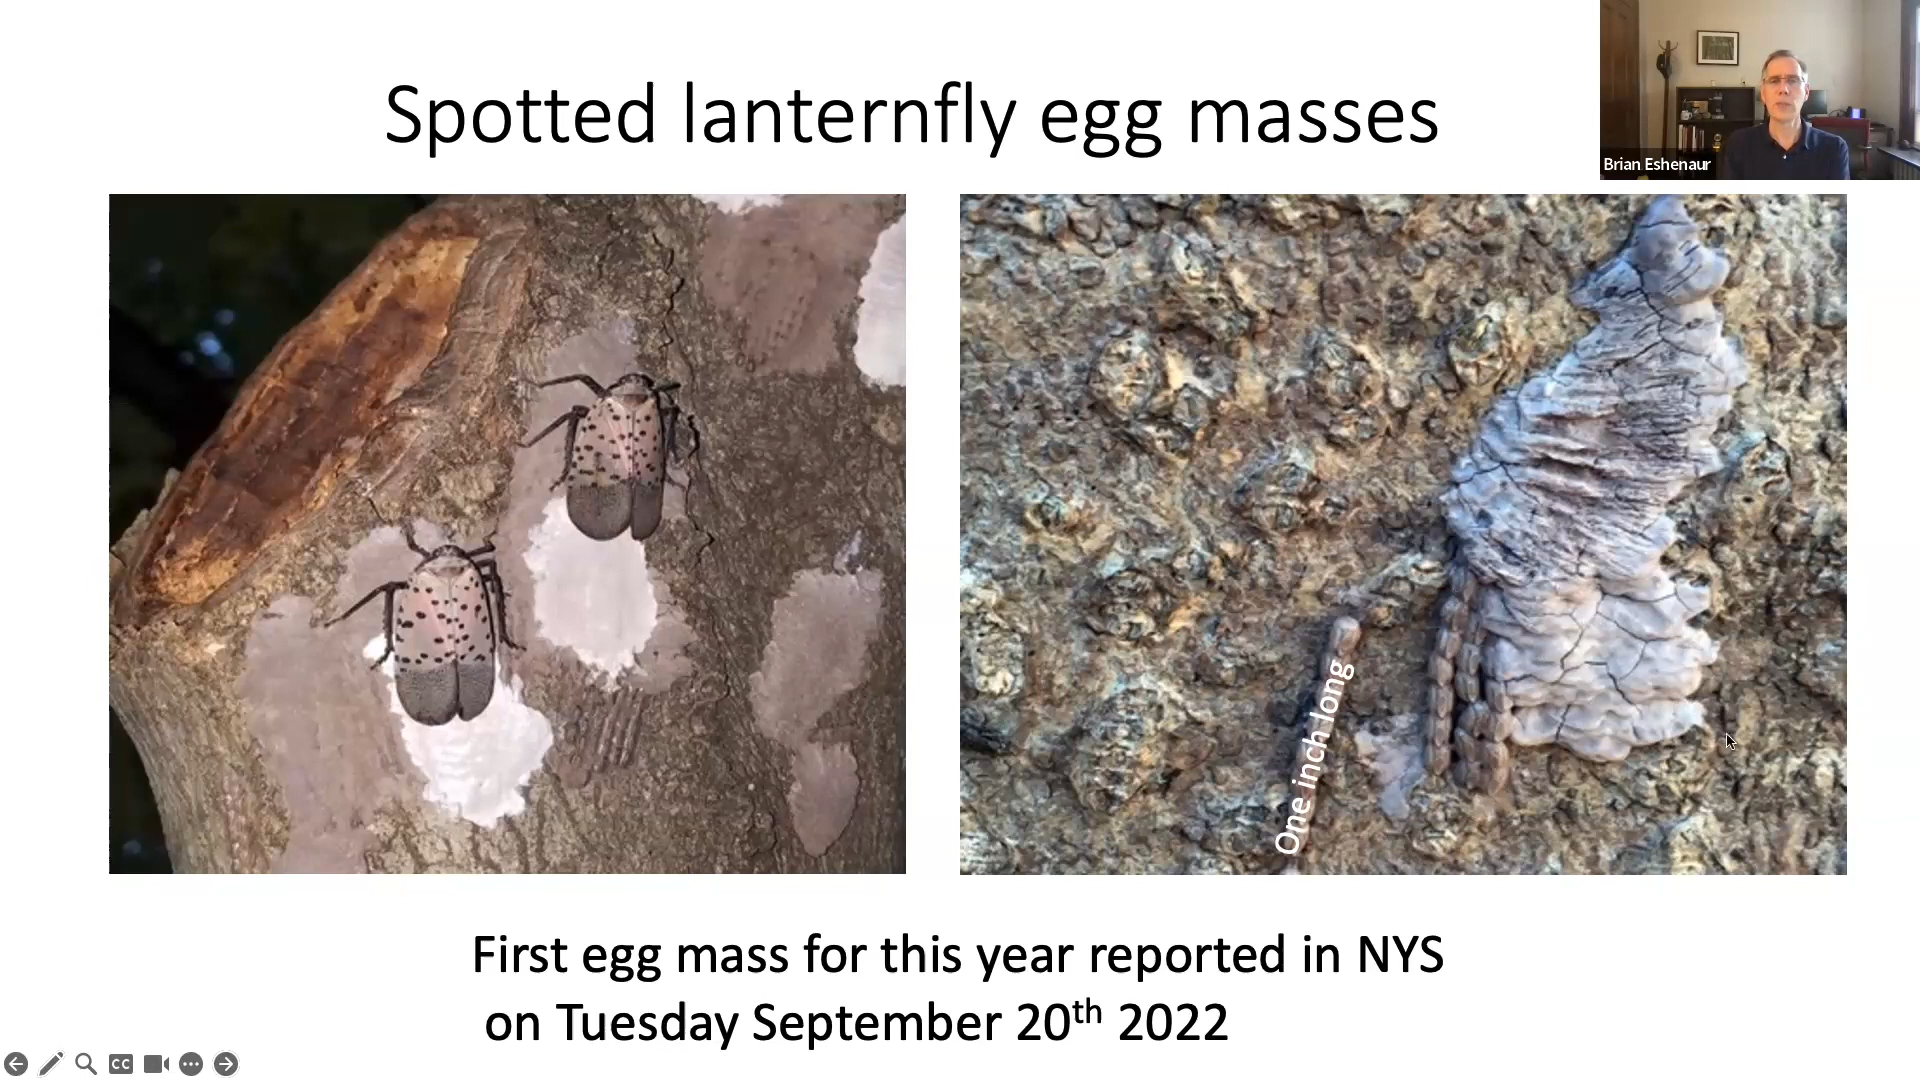 Spotted lanternfly egg masses
Brian Eshenaur
One inch long
First egg mass for this year reported in NYS
on Tuesday September 20th 2022
CC